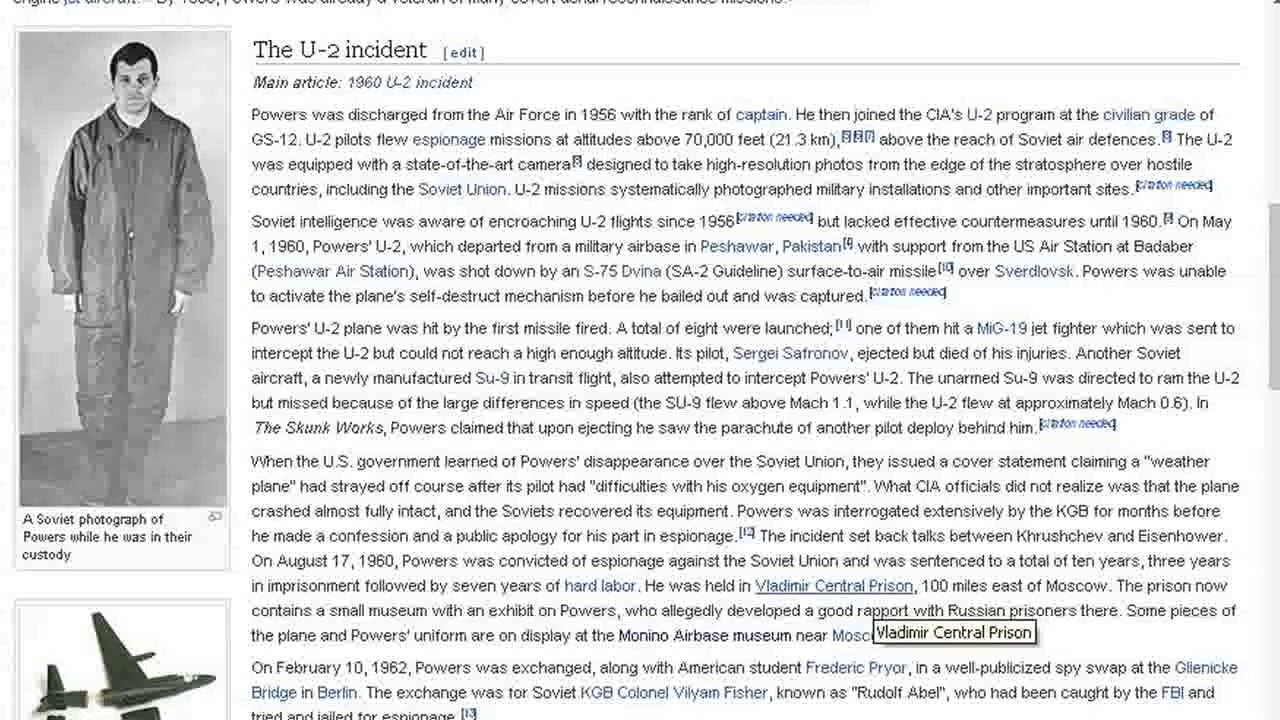 The U-2 incident [edit]
Main article: 1960 U-2 incident
Powers was discharged from the Air Force in 1956 with the rank of captain. He then joined the CIA's U-2 program at the civilian grade of
GS-12. U-2 pilots flew espionage missions at altitudes above 70,000 feet (21.3 km), above the reach of Soviet air defences. The U-2
was equipped with a state-of-the-art camera designed to take high-resolution photos from the edge of the stratosphere over hostile
countries, including the Soviet Union. U-2 missions systematically photographed military installations and other important sites.[citation needed]
Soviet intelligence was aware of encroaching U-2 flights since 1956[citation needed] but lacked effective countermeasures until 1960. On May
1, 1960, Powers' U-2, which departed from a military airbase in Peshawar, Pakistan with support from the US Air Station at Badaber
(Peshawar Air Station), was shot down by an S-75 Dvina (SA-2 Guideline) surface-to-air missile[10] over Sverdlovsk. Powers was unable
to activate the plane's self-destruct mechanism before he bailed out and was captured.[citation needed]
Powers' U-2 plane was hit by the first missile fired. A total of eight were launched;[11] one of them hit a MiG-19 jet fighter which was sent to
intercept the U-2 but could not reach a high enough altitude. Its pilot, Sergei Safronov, ejected but died of his injuries. Another Soviet
aircraft, a newly manufactured Su-9 in transit flight, also attempted to intercept Powers' U-2. The unarmed Su-9 was directed to ram the U-2
but missed because of the large differences in speed (the SU-9 flew above Mach 1.1, while the U-2 flew at approximately Mach 0.6). In
The Skunk Works, Powers claimed that upon ejecting he saw the parachute of another pilot deploy behind him.[citation needed]
When the U.S. government learned of Powers' disappearance over the Soviet Union, they issued a cover statement claiming a "weather
plane" had strayed off course after its pilot had "difficulties with his oxygen equipment". What CIA officials did not realize was that the plane
crashed almost fully intact, and the Soviets recovered its equipment. Powers was interrogated extensively by the KGB for months before
he made a confession and a public apology for his part in espionage.[12] The incident set back talks between Khrushchev and Eisenhower.
On August 17, 1960, Powers was convicted of espionage against the Soviet Union and was sentenced to a total of ten years, three years
in imprisonment followed by seven years of hard labor. He was held in Vladimir Central Prison, 100 miles east of Moscow. The prison now
contains a small museum with an exhibit on Powers, who allegedly developed a good rapport with Russian prisoners there. Some pieces of
the plane and Powers' uniform are on display at the Monino Airbase museum near Mosc
Vladimir Central Prison
On February 10, 1962, Powers was exchanged, along with American student Frederic Pryor, in a well-publicized spy swap at the Glienicke
Bridge in Berlin. The exchange was for Soviet KGB Colonel Vilyam Fisher, known as "Rudolf Abel", who had been caught by the FBI and
tried and jailed for espionage.[13]
A Soviet photograph of
Powers while he was in their
custody